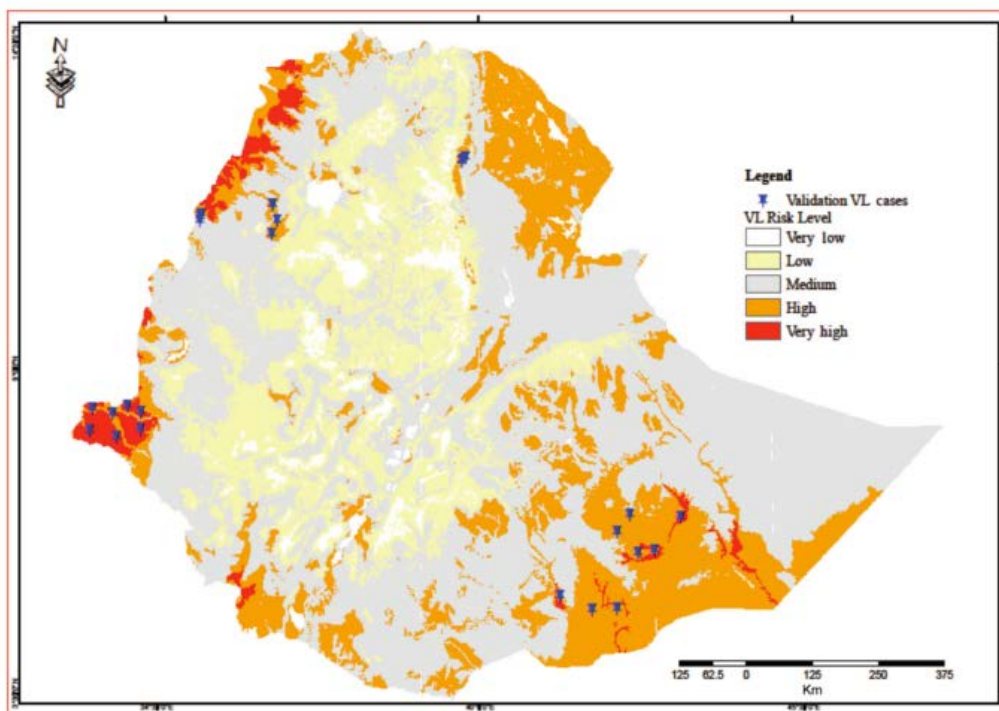 N
Legend
Validation VL cases
VL Risk Level
Very low
Low
Medium
High
Very high
125 62.5 0 125 250 375
Km